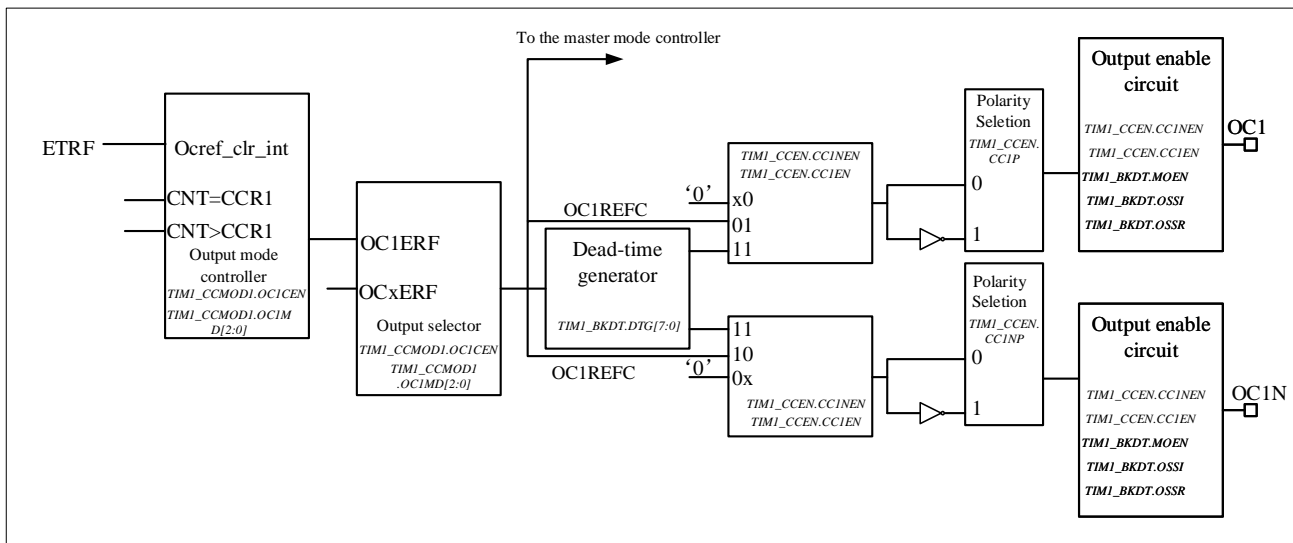 To the master mode controller
ETRF
Ocref_clr_int
CNT=CCR1
CNT>CCR1
Output mode
controller
TIM1_CCMOD1.OC1CEN
TIM1_CCMOD1.OC1M
D[2:0]
OC1ERF
OCxERF
Output selector
TIM1_CCMOD1.OC1CEN
TIM1_CCMOD1
.OC1MD[2:0]
OC1REFC
Dead-time
generator
TIM1_BKDT.DTG[7:0]
OC1REFC
TIM1_CCEN.CC1NEN
TIM1_CCEN.CC1EN
‘0’
x0
01
11
11
10
‘0’
0x
TIM1_CCEN.CC1NEN
TIM1_CCEN.CC1EN
Polarity
Seletion
TIM1_CCEN.
CC1P
0
1
Polarity
Seletion
TIM1_CCEN.
CC1NP
0
1
Output enable
circuit
TIM1_CCEN.CC1NEN
TIM1_CCEN.CC1EN
TIM1_BKDT.MOEN
TIM1_BKDT.OSSI
TIM1_BKDT.OSSR
OC1
Output enable
circuit
TIM1_CCEN.CC1NEN
TIM1_CCEN.CC1EN
TIM1_BKDT.MOEN
TIM1_BKDT.OSSI
TIM1_BKDT.OSSR
OC1N